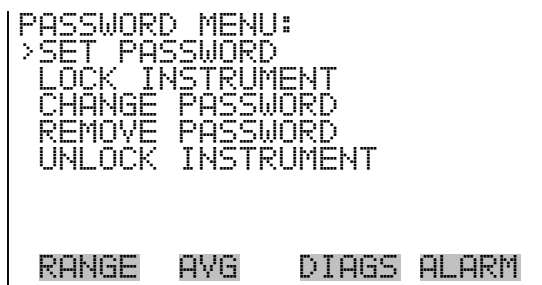 PASSWORD MENU:
>SET PASSWORD
LOCK INSTRUMENT
CHANGE PASSWORD
REMOVE PASSWORD
UNLOCK INSTRUMENT
RANGE AVG DIAGS ALARM